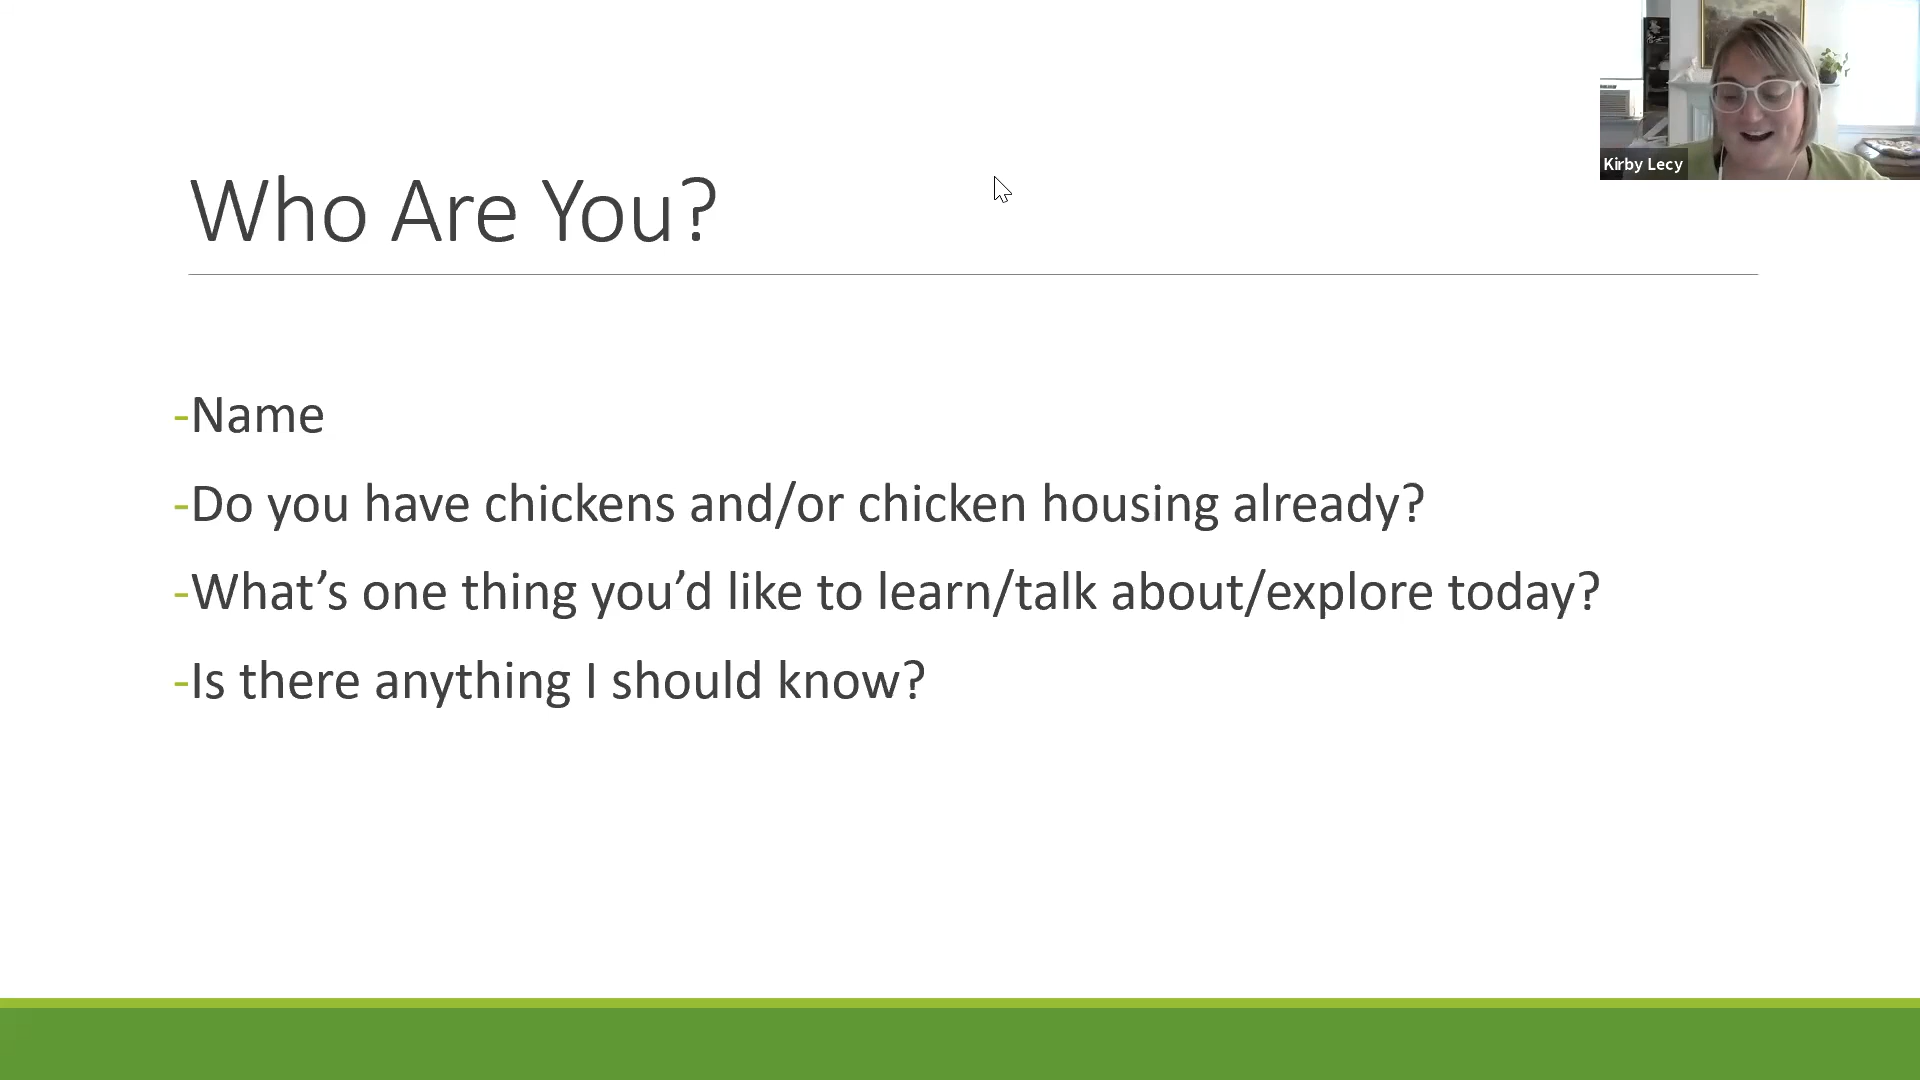 Kirby Lecy
Who Are You?
-Name
-Do you have chickens and/or chicken housing already?
-What’s one thing you’d like to learn/talk about/explore today?
-Is there anything I should know?